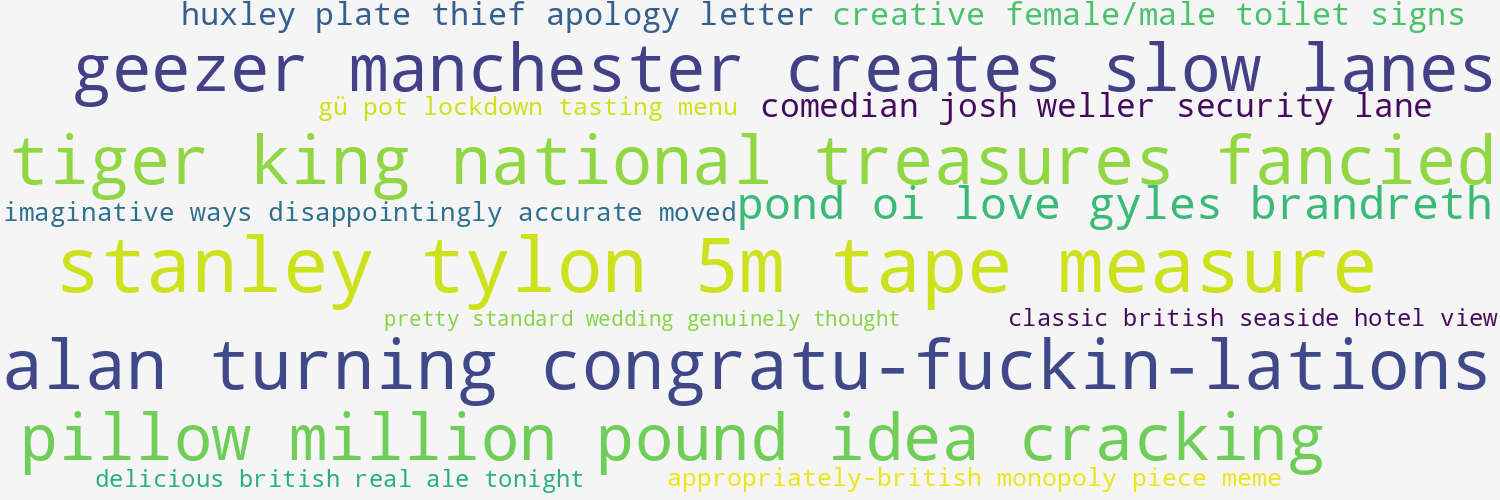 huxley plate thief apology letter
creative female/male toilet signs
geezer manchester creates slow lanes
gü pot lockdown tasting menu
comedian josh weller security lane
tiger king national treasures fancied
imaginative ways disappointingly accurate moved
pond oi love gyles brandreth
stanley tylon 5m tape measure
pretty standard wedding genuinely thought
classic british seaside hotel view
alan turning congratu-fuckin-lations
pillow million pound idea cracking
delicious british real ale tonight
appropriately-british monopoly piece meme